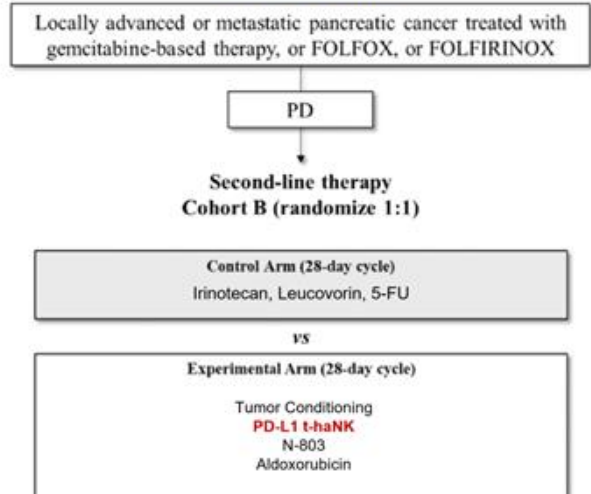 Locally advanced or metastatic pancreatic cancer treated with
gemcitabine-based therapy, or FOLFOX, or FOLFIRINOX
PD
Second-line therapy
Cohort B (randomize 1:1)
Control Arm (28-day cycle)
Irinotecan, Leucovorin, 5-FU
vs
Experimental Arm (28-day cycle)
Tumor Conditioning
PD-L1 t-haNK
N-803
Aldoxorubicin